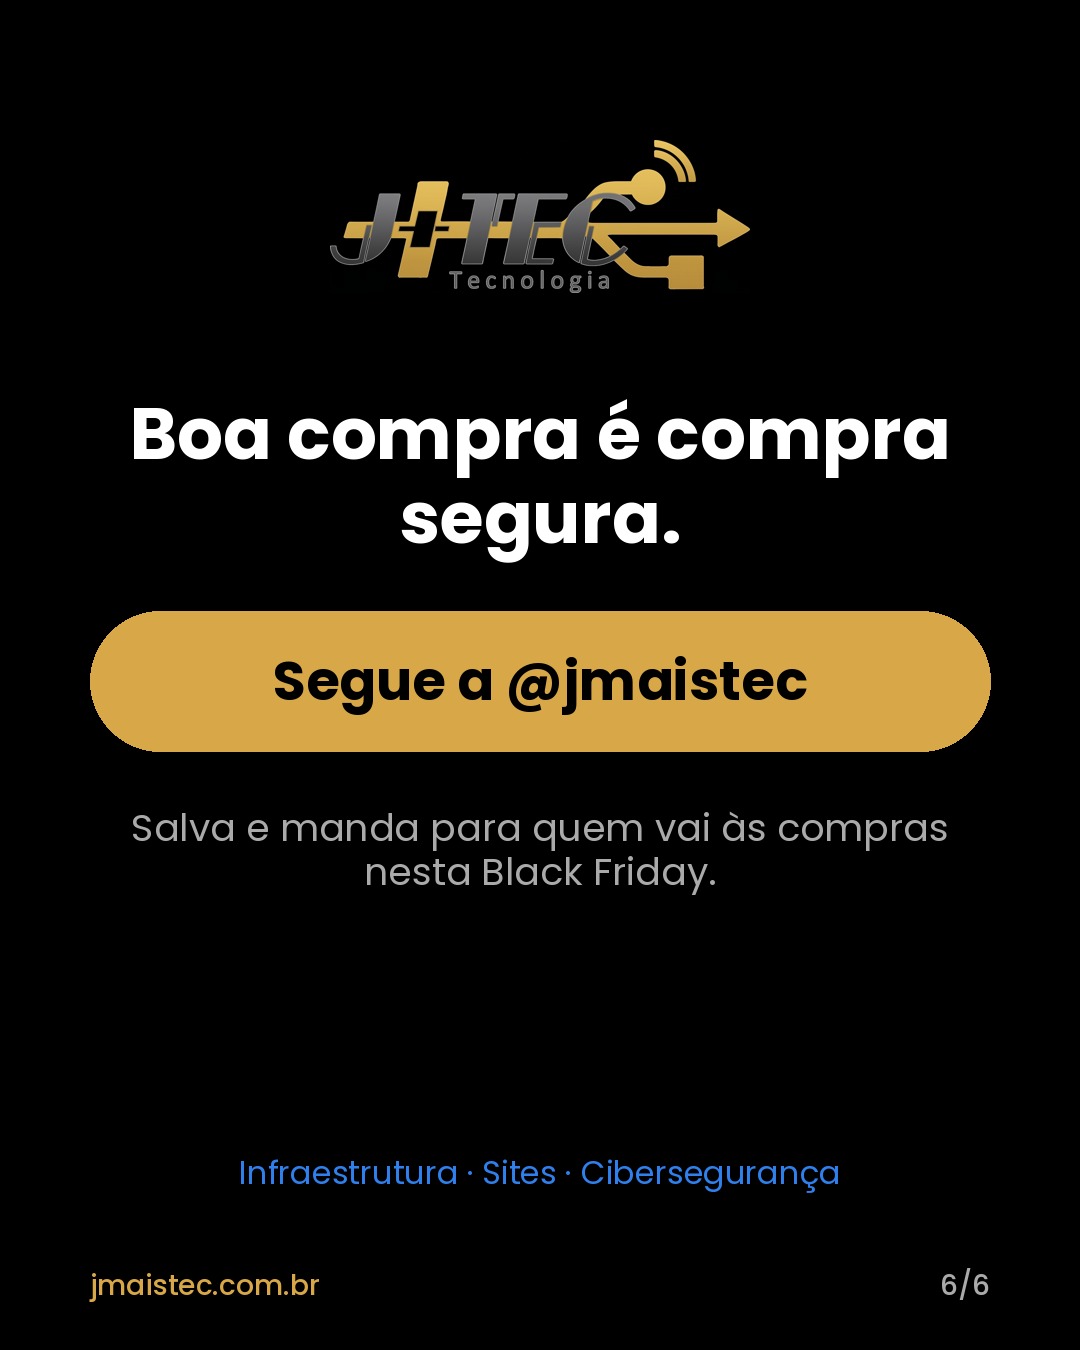 J+TEC
Tecnologia
Boa compra é compra
segura.
Segue a @jmaistec
Salva e manda para quem vai às compras
nesta Black Friday.
Infraestrutura · Sites · Cibersegurança
jmaistec.com.br
6/6